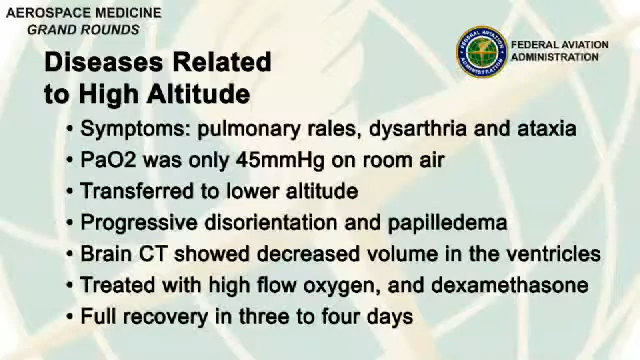 AEROSPACE MEDICINE
GRAND ROUNDS
FEDERAL AVIATION
ADMINISTRATION
Diseases Related
to High Altitude
• Symptoms: pulmonary rales, dysarthria and ataxia
• PaO2 was only 45mmHg on room air
• Transferred to lower altitude
• Progressive disorientation and papilledema
• Brain CT showed decreased volume in the ventricles
• Treated with high flow oxygen, and dexamethasone
• Full recovery in three to four days